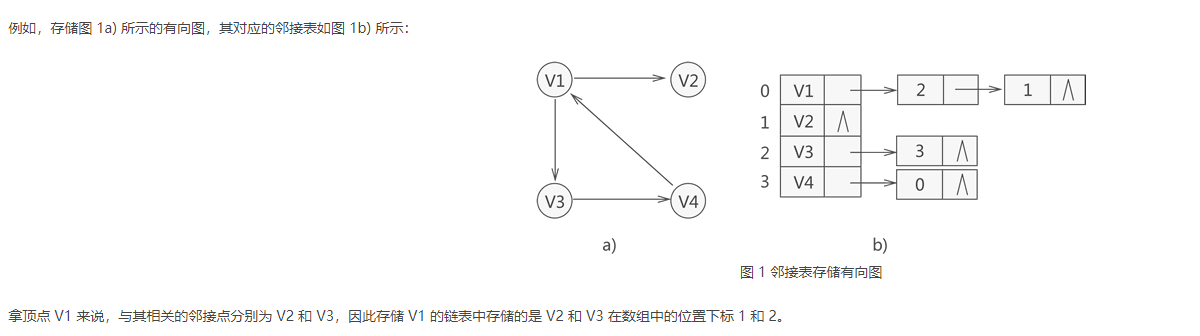 例如，存储图 1a) 所示的有向图，其对应的邻接表如图 1b) 所示：
V1 V2
V3 V4
a)
0 V1 2 1 ⋀
1 V2 ⋀
2 V3 3 ⋀
3 V4 0 ⋀
b)
图 1 邻接表存储有向图
拿顶点 V1 来说，与其相关的邻接点分别为 V2 和 V3，因此存储 V1 的链表中存储的是 V2 和 V3 在数组中的位置下标 1 和 2。